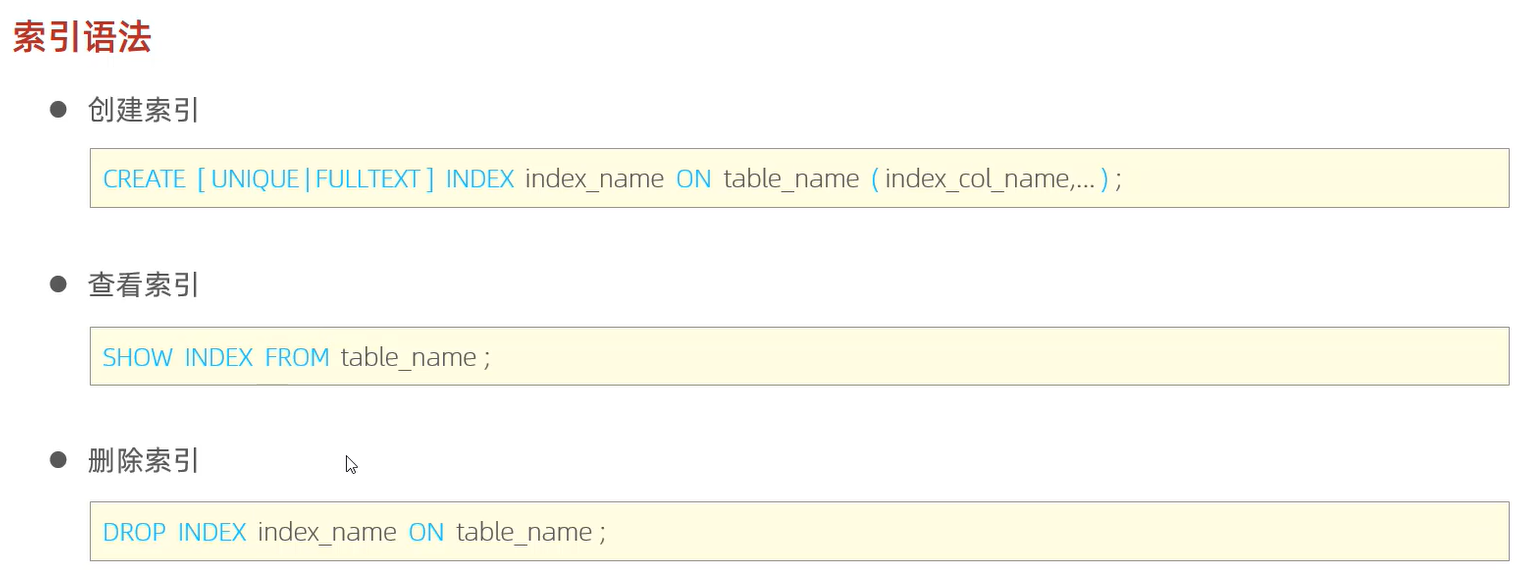 索引语法
● 创建索引
CREATE [ UNIQUE | FULLTEXT ] INDEX index_name ON table_name ( index_col_name,... ) ;
● 查看索引
SHOW INDEX FROM table_name ;
● 删除索引
DROP INDEX index_name ON table_name ;